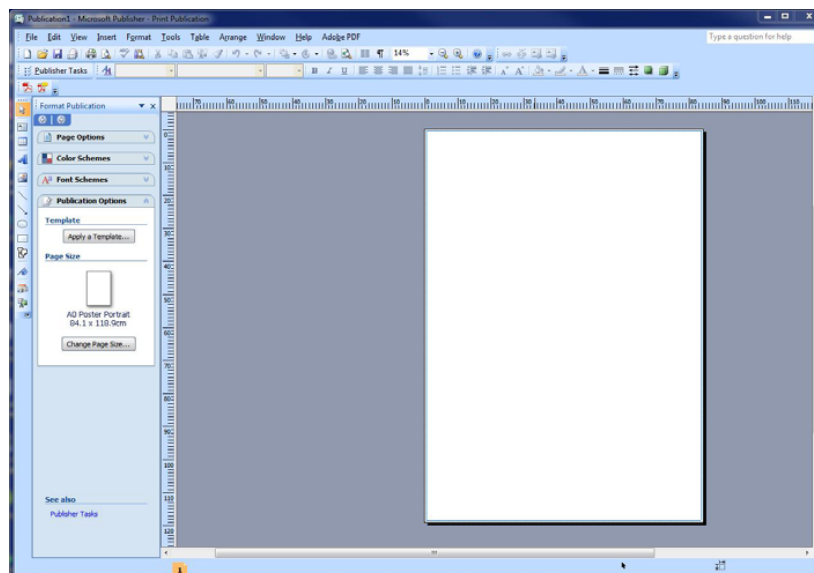 Publication1 - Microsoft Publisher - Print Publication
File Edit View Insert Format Tools Table Arrange Window Help Adobe PDF
Type a question for help
14%
Publisher Tasks
Format Publication
Page Options
Color Schemes
Font Schemes
Publication Options
Template
Apply a Template...
Page Size
A0 Poster Portrait
84.1 x 118.9cm
Change Page Size...
See also
Publisher Tasks
1